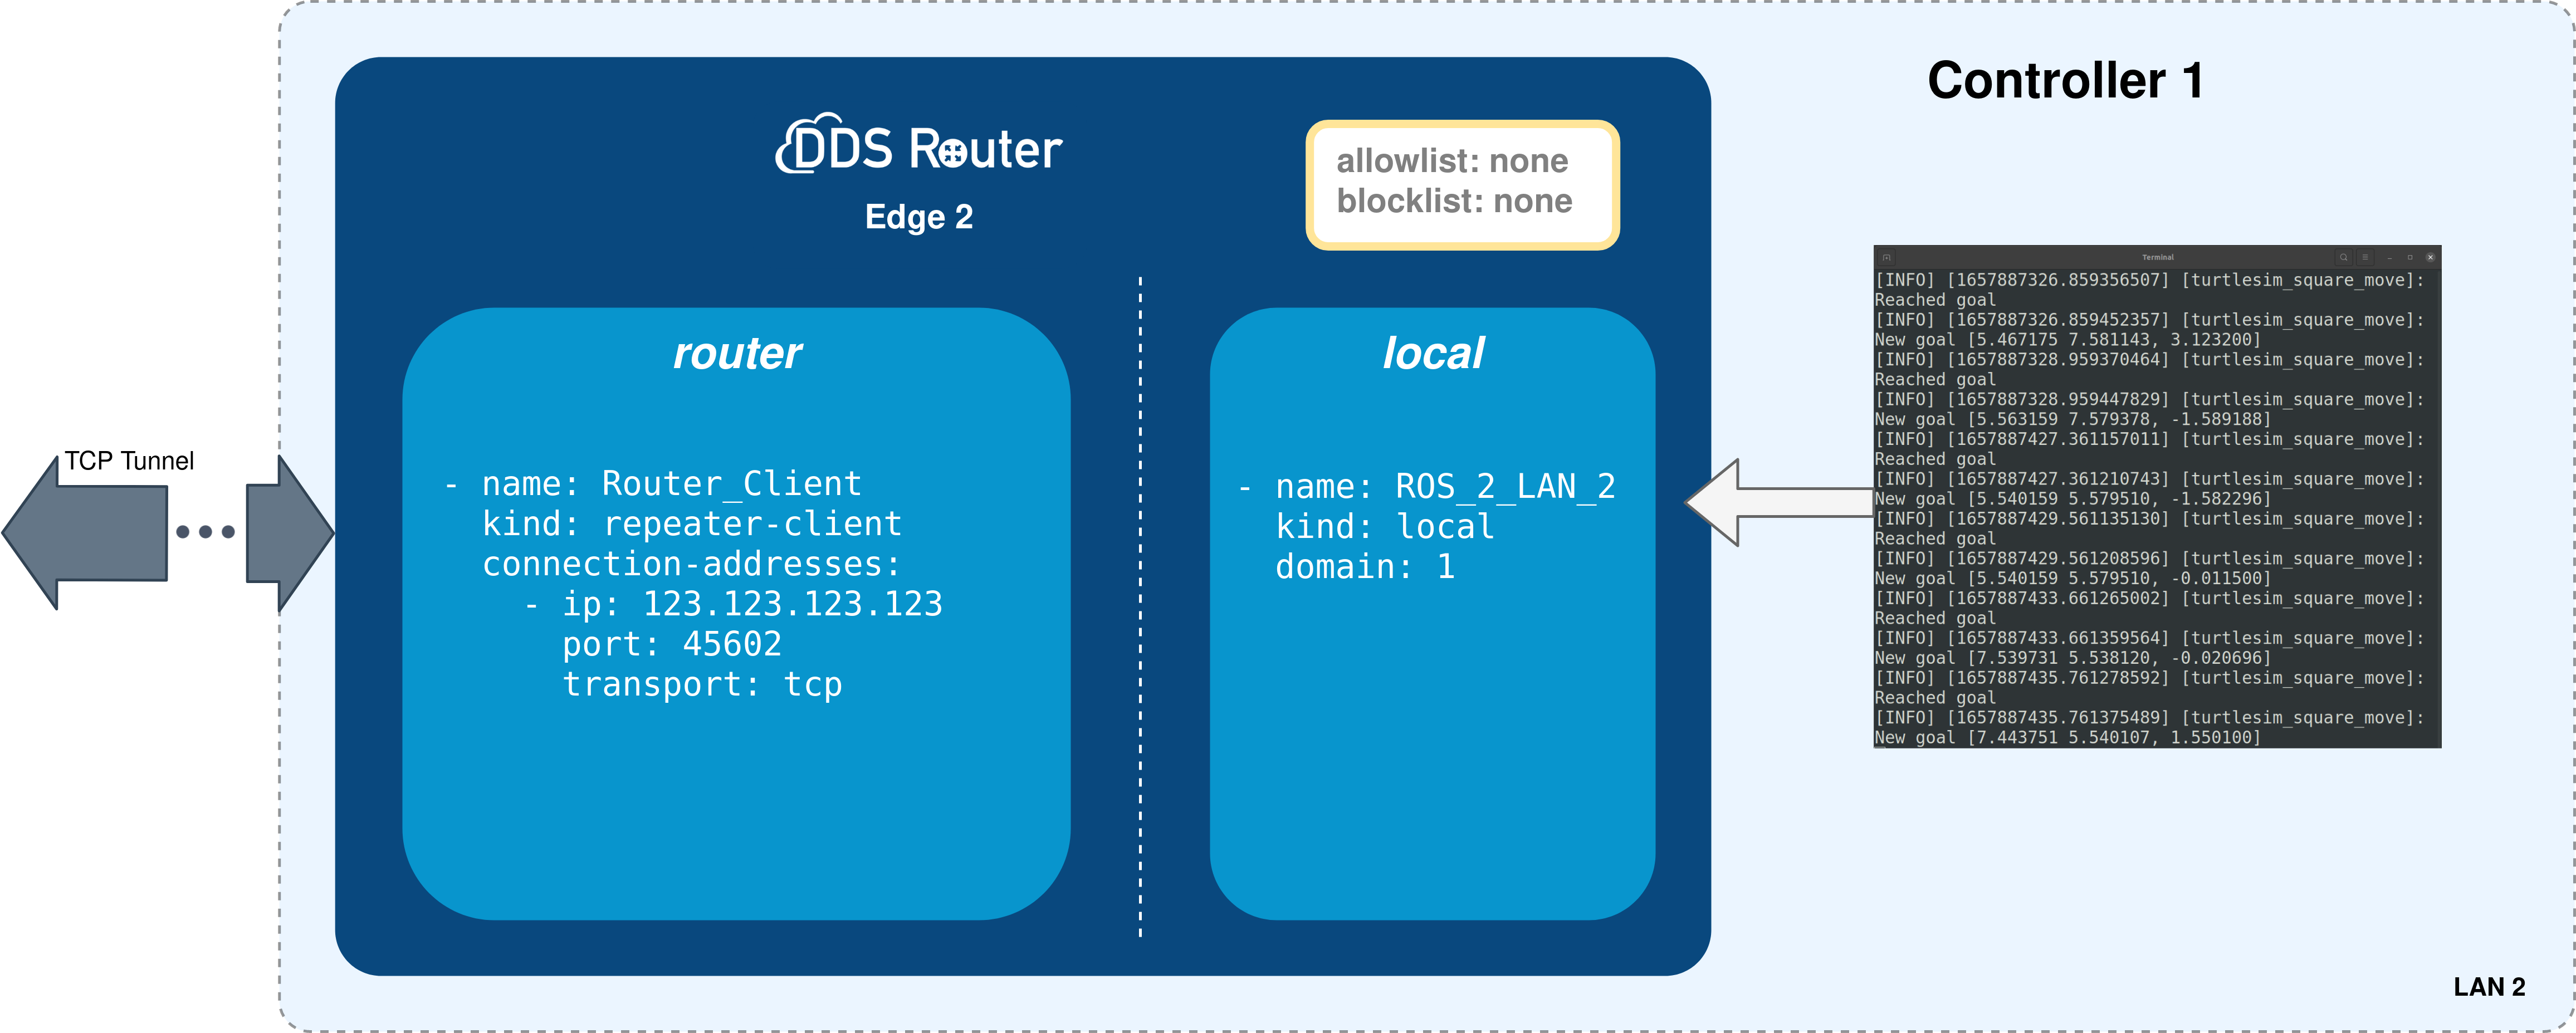 Controller 1
DDS Router
Edge 2
allowlist: none
blocklist: none
router
- name: Router_Client
kind: repeater-client
connection-addresses:
- ip: 123.123.123.123
port: 45602
transport: tcp
local
- name: ROS_2_LAN_2
kind: local
domain: 1
TCP Tunnel
Terminal
[INFO] [1657887326.859356507] [turtlesim_square_move]:
Reached goal
[INFO] [1657887326.859452357] [turtlesim_square_move]:
New goal [5.467175 7.581143, 3.123200]
[INFO] [1657887328.959370464] [turtlesim_square_move]:
Reached goal
[INFO] [1657887328.959447829] [turtlesim_square_move]:
New goal [5.563159 7.579378, -1.589188]
[INFO] [1657887427.361157011] [turtlesim_square_move]:
Reached goal
[INFO] [1657887427.361210743] [turtlesim_square_move]:
New goal [5.540159 5.579510, -1.582296]
[INFO] [1657887429.561135130] [turtlesim_square_move]:
Reached goal
[INFO] [1657887429.561208596] [turtlesim_square_move]:
New goal [5.540159 5.579510, -0.011500]
[INFO] [1657887433.661265002] [turtlesim_square_move]:
Reached goal
[INFO] [1657887433.661359564] [turtlesim_square_move]:
New goal [7.539731 5.538120, -0.020696]
[INFO] [1657887435.761278592] [turtlesim_square_move]:
Reached goal
[INFO] [1657887435.761375489] [turtlesim_square_move]:
New goal [7.443751 5.540107, 1.550100]
LAN 2